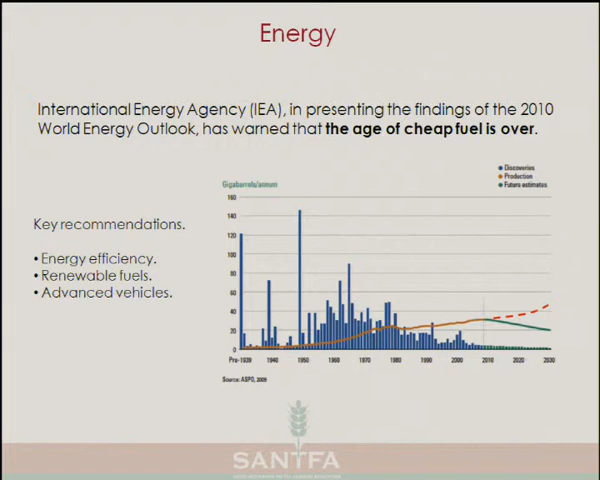 Energy
International Energy Agency (IEA), in presenting the findings of the 2010
World Energy Outlook, has warned that the age of cheap fuel is over.
Key recommendations.
• Energy efficiency.
• Renewable fuels.
• Advanced vehicles.
Discoveries
Production
Future estimates
Gigabarrels/annum
160
140
120
100
80
60
40
20
0
Pre-1939 1940 1950 1960 1970 1980 1990 2000 2010 2020 2030
Source: ASPO, 2009
SANTFA